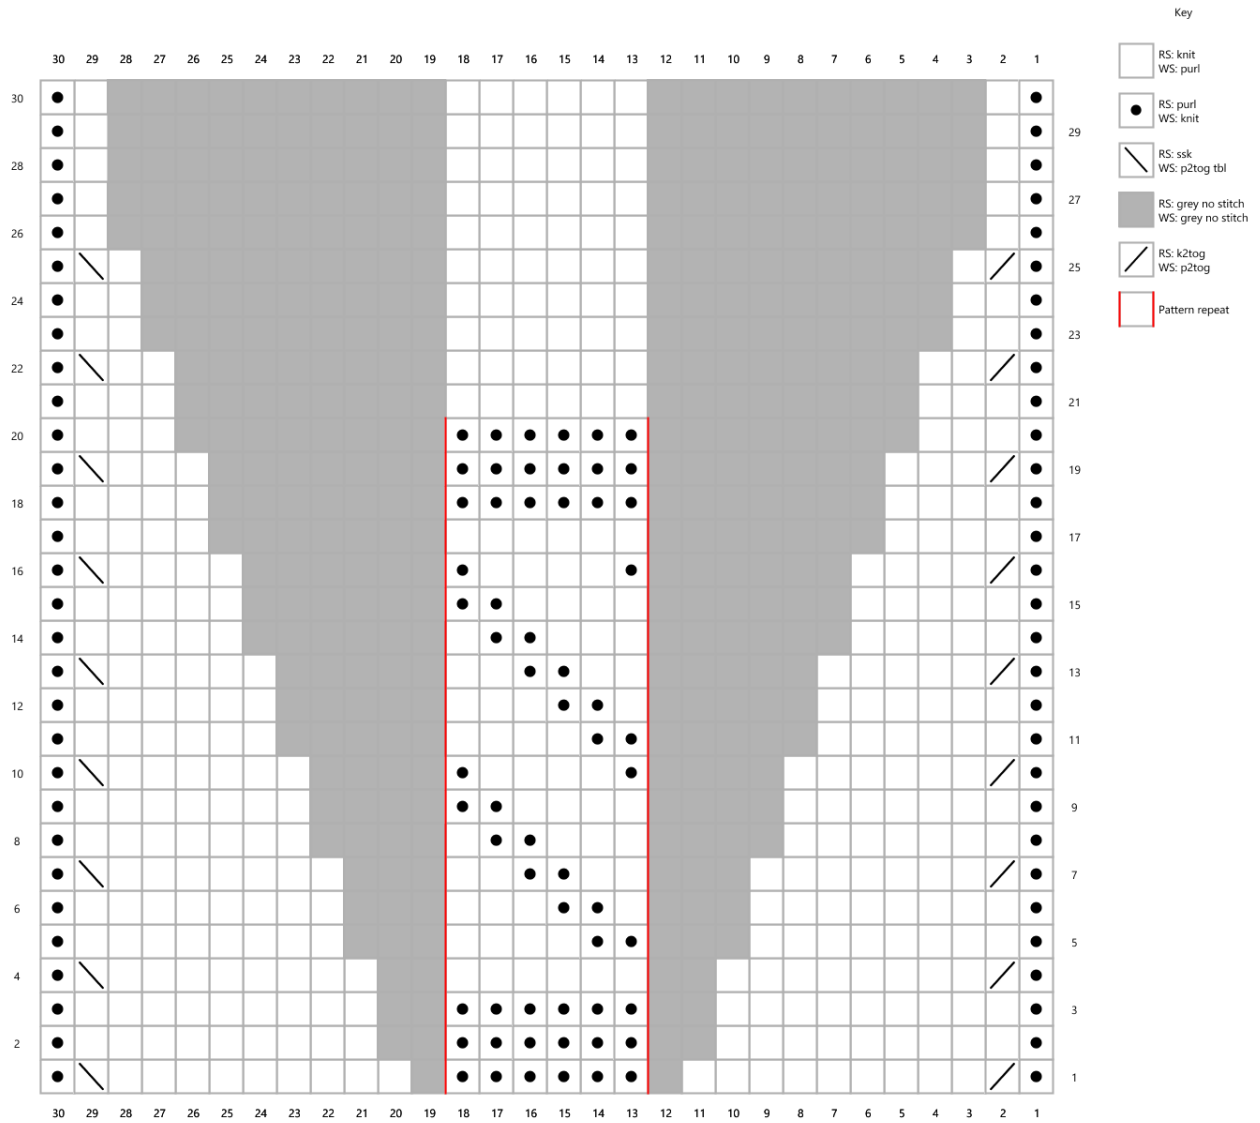 Key
30 29 28 27 26 25 24 23 22 21 20 19 18 17 16 15 14 13 12 11 10 9 8 7 6 5 4 3 2 1
RS: knit
WS: purl
RS: purl
WS: knit
RS: ssk
WS: p2tog tbl
RS: grey no stitch
WS: grey no stitch
RS: k2tog
WS: p2tog
Pattern repeat
30
29
28
27
26
25
24
23
22
21
20
19
18
17
16
15
14
13
12
11
10
9
8
7
6
5
4
3
2
1
30 29 28 27 26 25 24 23 22 21 20 19 18 17 16 15 14 13 12 11 10 9 8 7 6 5 4 3 2 1